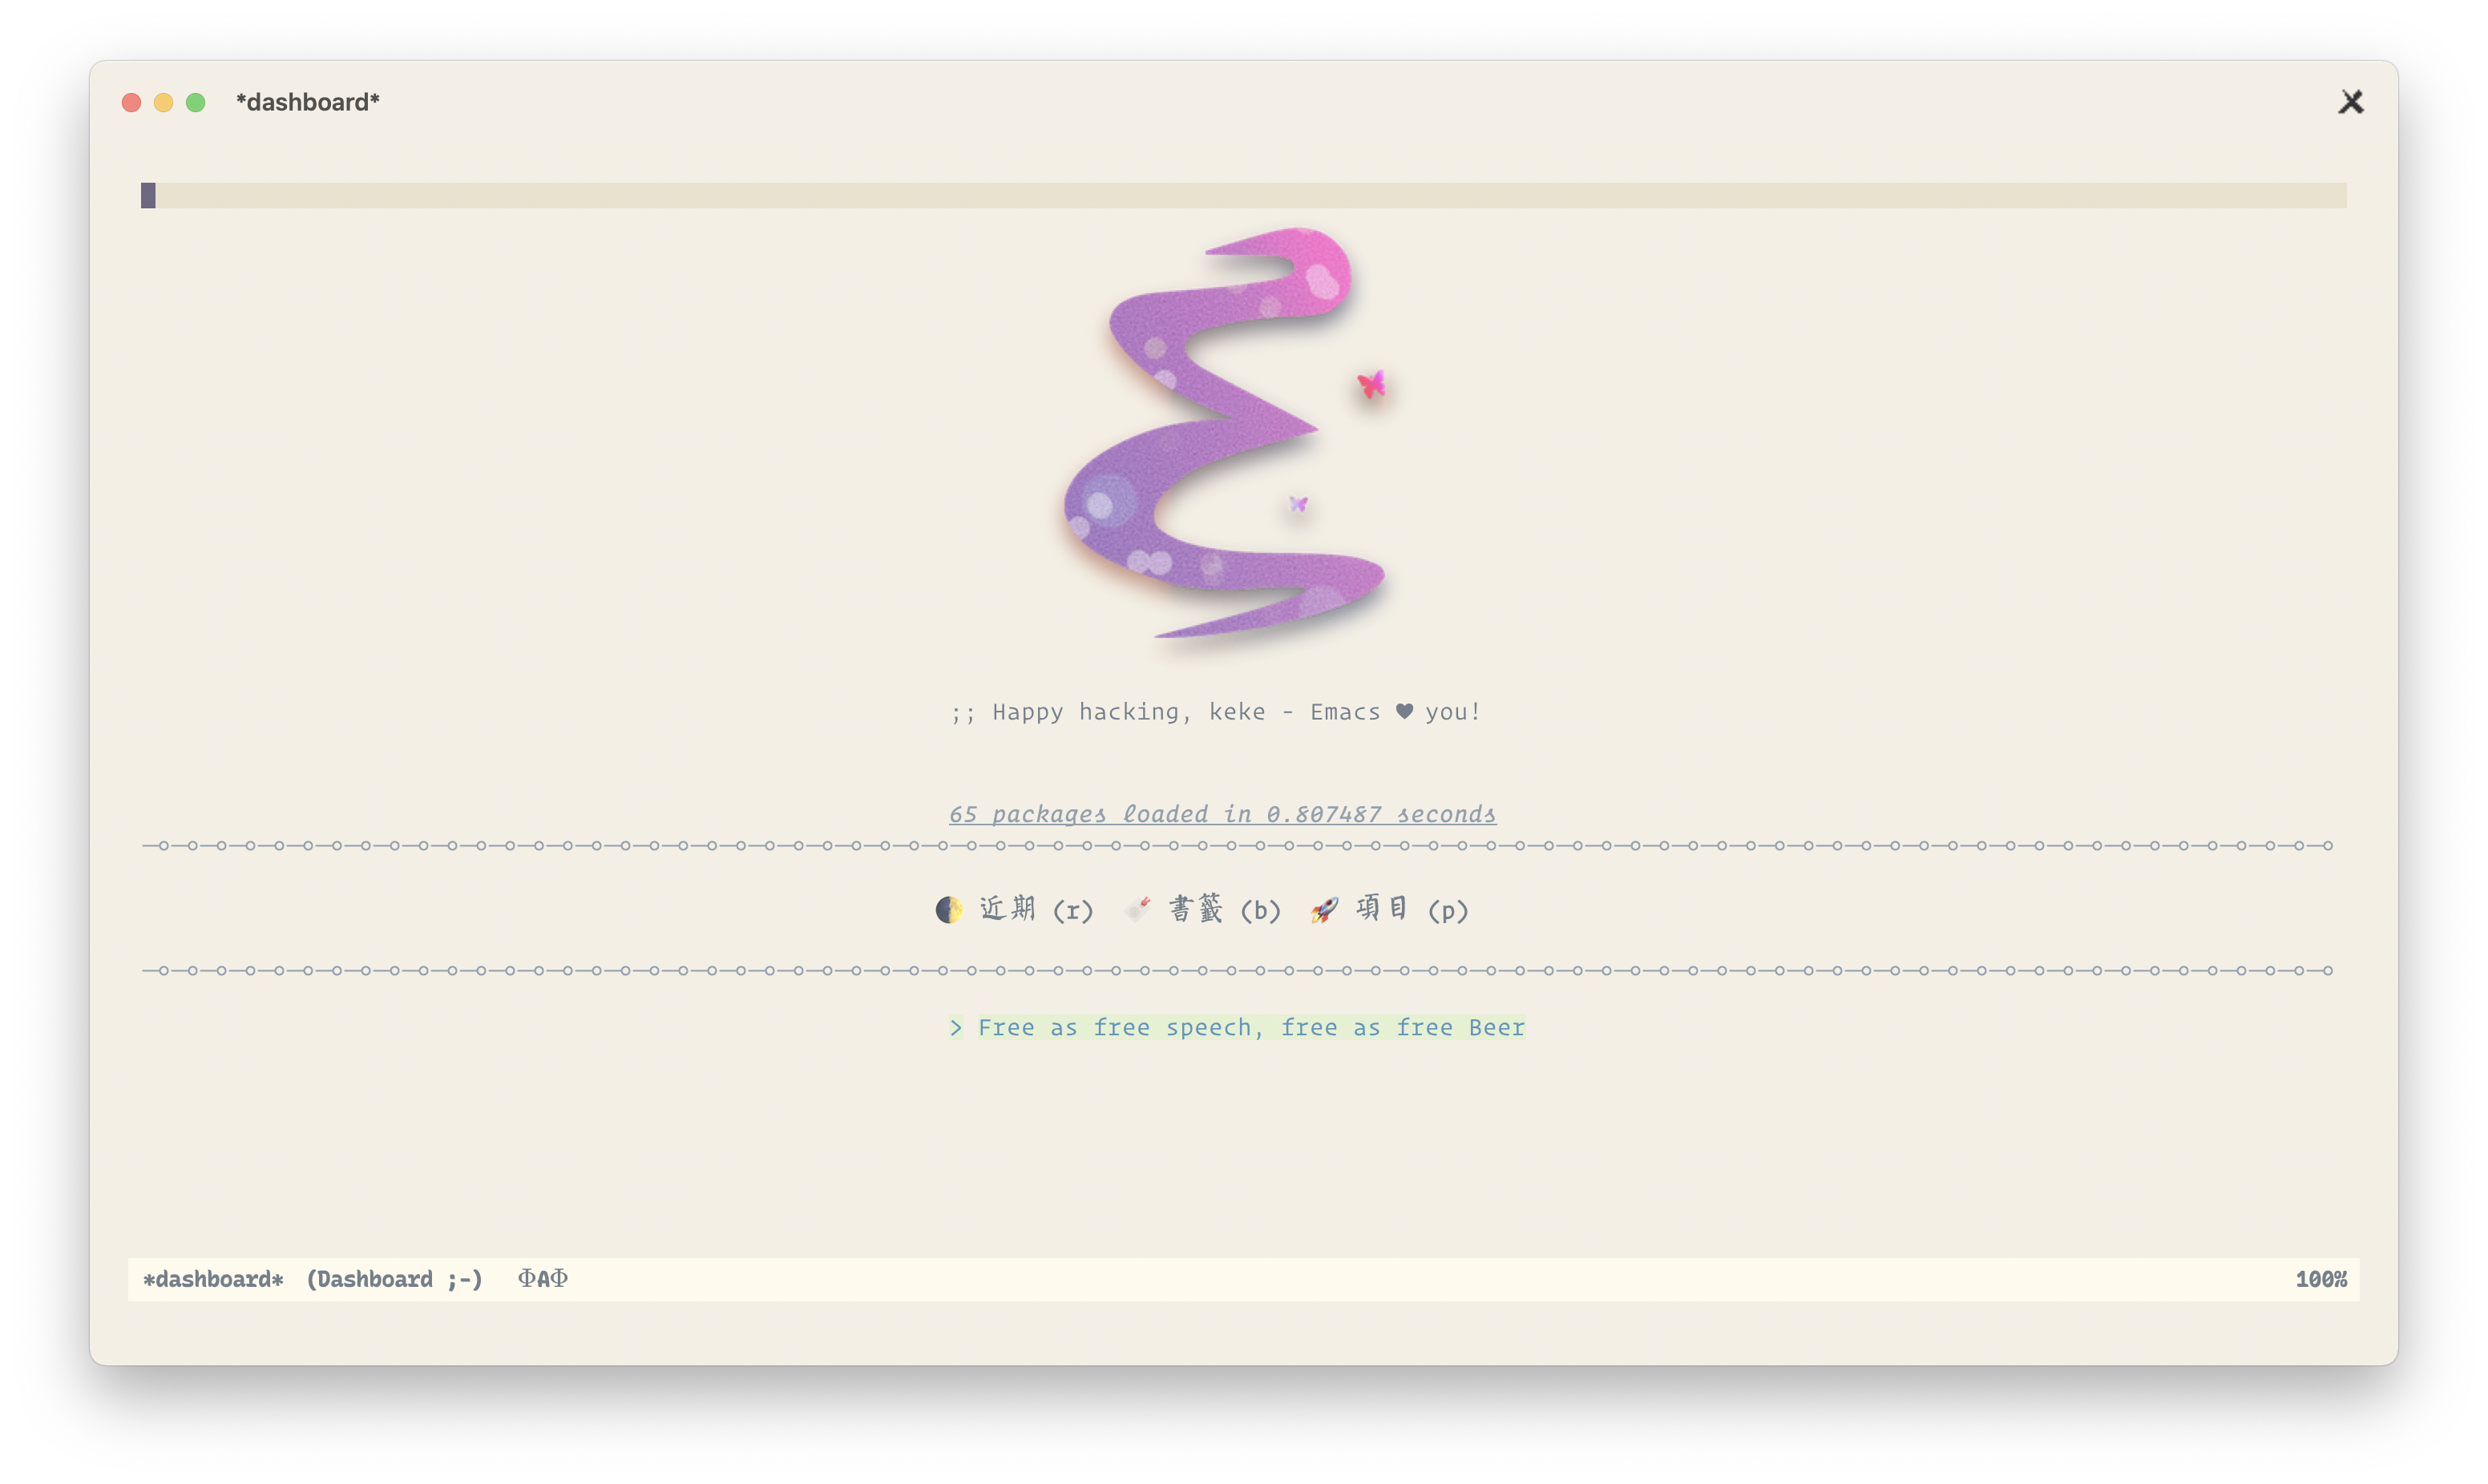 *dashboard*
;; Happy hacking, keke - Emacs ♥ you!
65 packages loaded in 0.807487 seconds
🌓 近期 (r) 🔖 書籤 (b) 🚀 項目 (p)
> Free as free speech, free as free Beer
*dashboard* (Dashboard ;-) ΦAΦ 100%